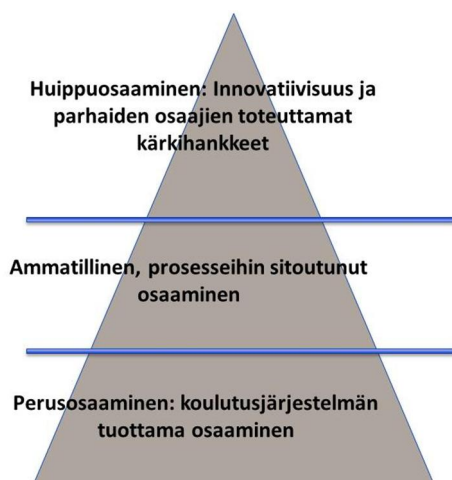 Huippuosaaminen: Innovatiivisuus ja
parhaiden osaajien toteuttamat
kärkihankkeet
Ammatillinen, prosesseihin sitoutunut
osaaminen
Perusosaaminen: koulutusjärjestelmän
tuottama osaaminen